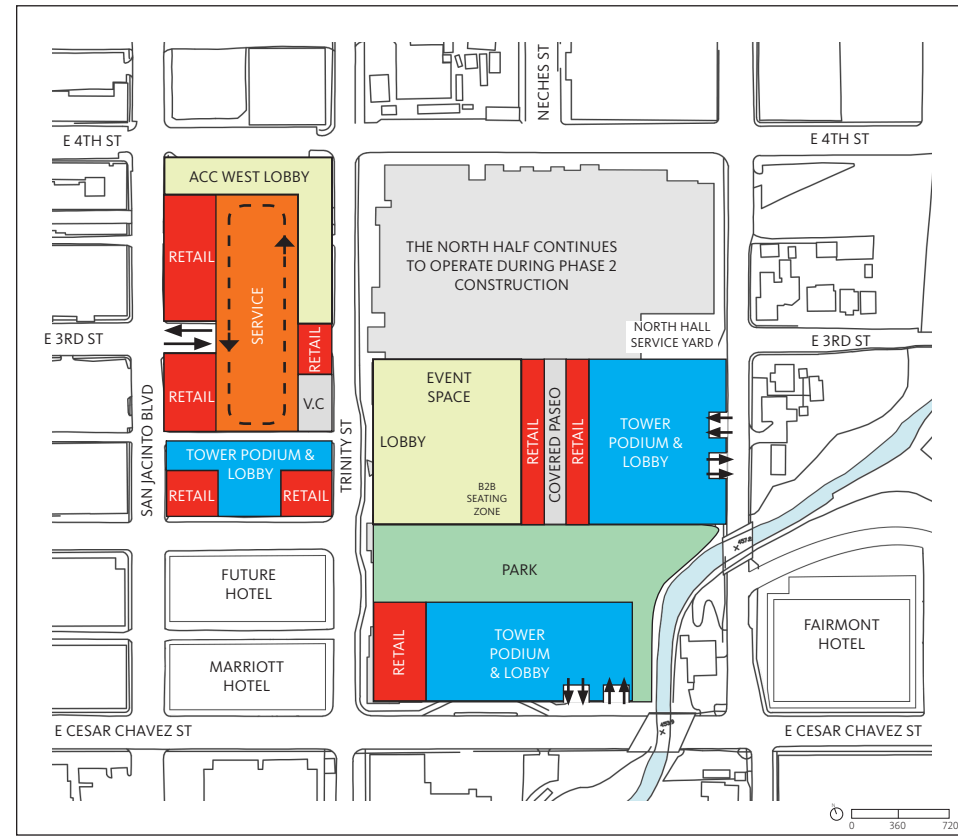 NECHES ST
E 4TH ST
E 4TH ST
ACC WEST LOBBY
RETAIL
SERVICE
THE NORTH HALF CONTINUES
TO OPERATE DURING PHASE 2
CONSTRUCTION
NORTH HALL
SERVICE YARD
E 3RD ST
E 3RD ST
RETAIL
RETAIL
V.C
SAN JACINTO BLVD
TRINITY ST
EVENT
SPACE
LOBBY
B2B
SEATING
ZONE
RETAIL
COVERED PASEO
RETAIL
TOWER
PODIUM &
LOBBY
TOWER PODIUM &
LOBBY
RETAIL
RETAIL
PARK
FUTURE
HOTEL
MARRIOTT
HOTEL
RETAIL
TOWER
PODIUM
& LOBBY
FAIRMONT
HOTEL
E CESAR CHAVEZ ST
E CESAR CHAVEZ ST
0 360 720